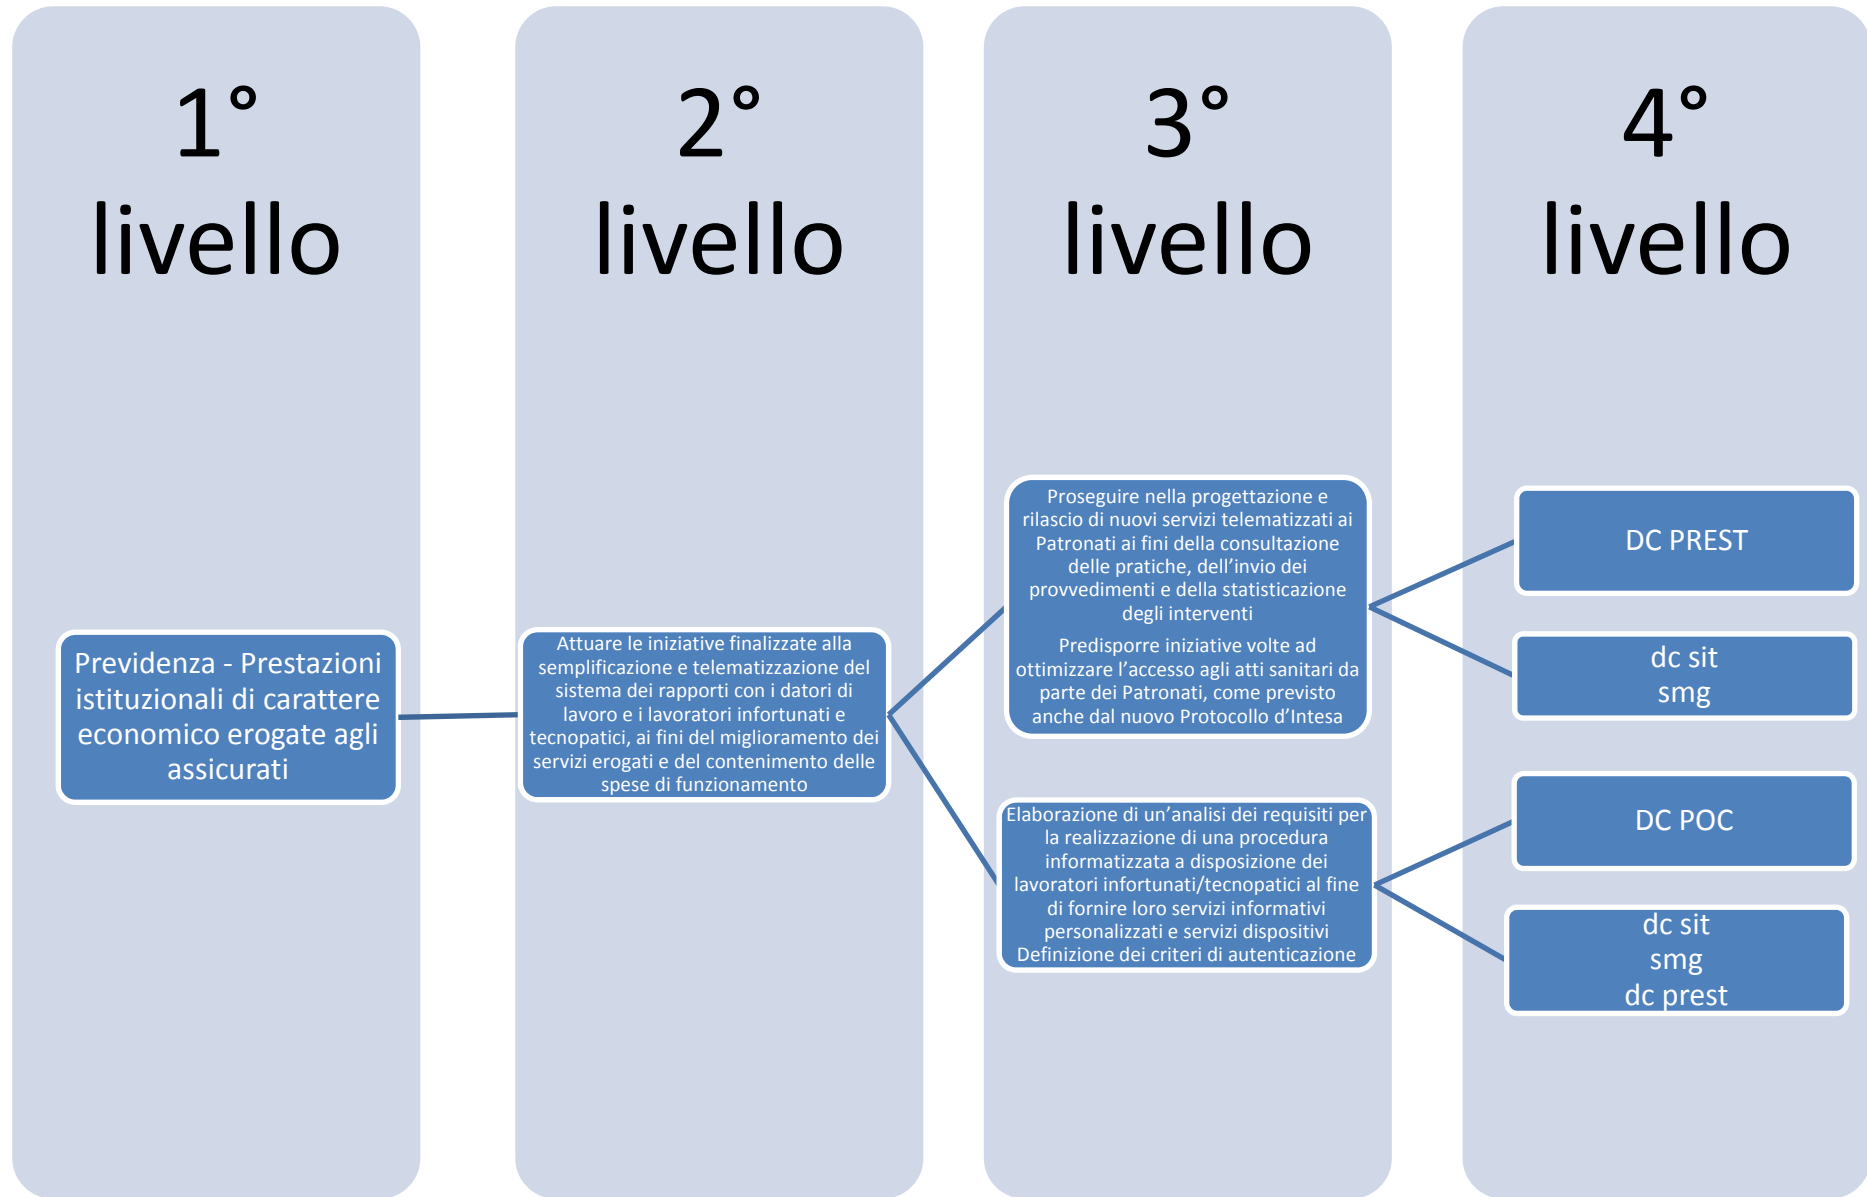 1°
livello
2°
livello
3°
livello
4°
livello
Previdenza - Prestazioni
istituzionali di carattere
economico erogate agli
assicurati
Attuare le iniziative finalizzate alla
semplificazione e telematizzazione del
sistema dei rapporti con i datori di
lavoro e i lavoratori infortunati e
tecnopatici, ai fini del miglioramento dei
servizi erogati e del contenimento delle
spese di funzionamento
Proseguire nella progettazione e
rilascio di nuovi servizi telematizzati ai
Patronati ai fini della consultazione
delle pratiche, dell’invio dei
provvedimenti e della statisticazione
degli interventi
Predisporre iniziative volte ad
ottimizzare l’accesso agli atti sanitari da
parte dei Patronati, come previsto
anche dal nuovo Protocollo d’Intesa
Elaborazione di un’analisi dei requisiti per
la realizzazione di una procedura
informatizzata a disposizione dei
lavoratori infortunati/tecnopatici al fine
di fornire loro servizi informativi
personalizzati e servizi dispositivi
Definizione dei criteri di autenticazione
DC PREST
dc sit
smg
DC POC
dc sit
smg
dc prest